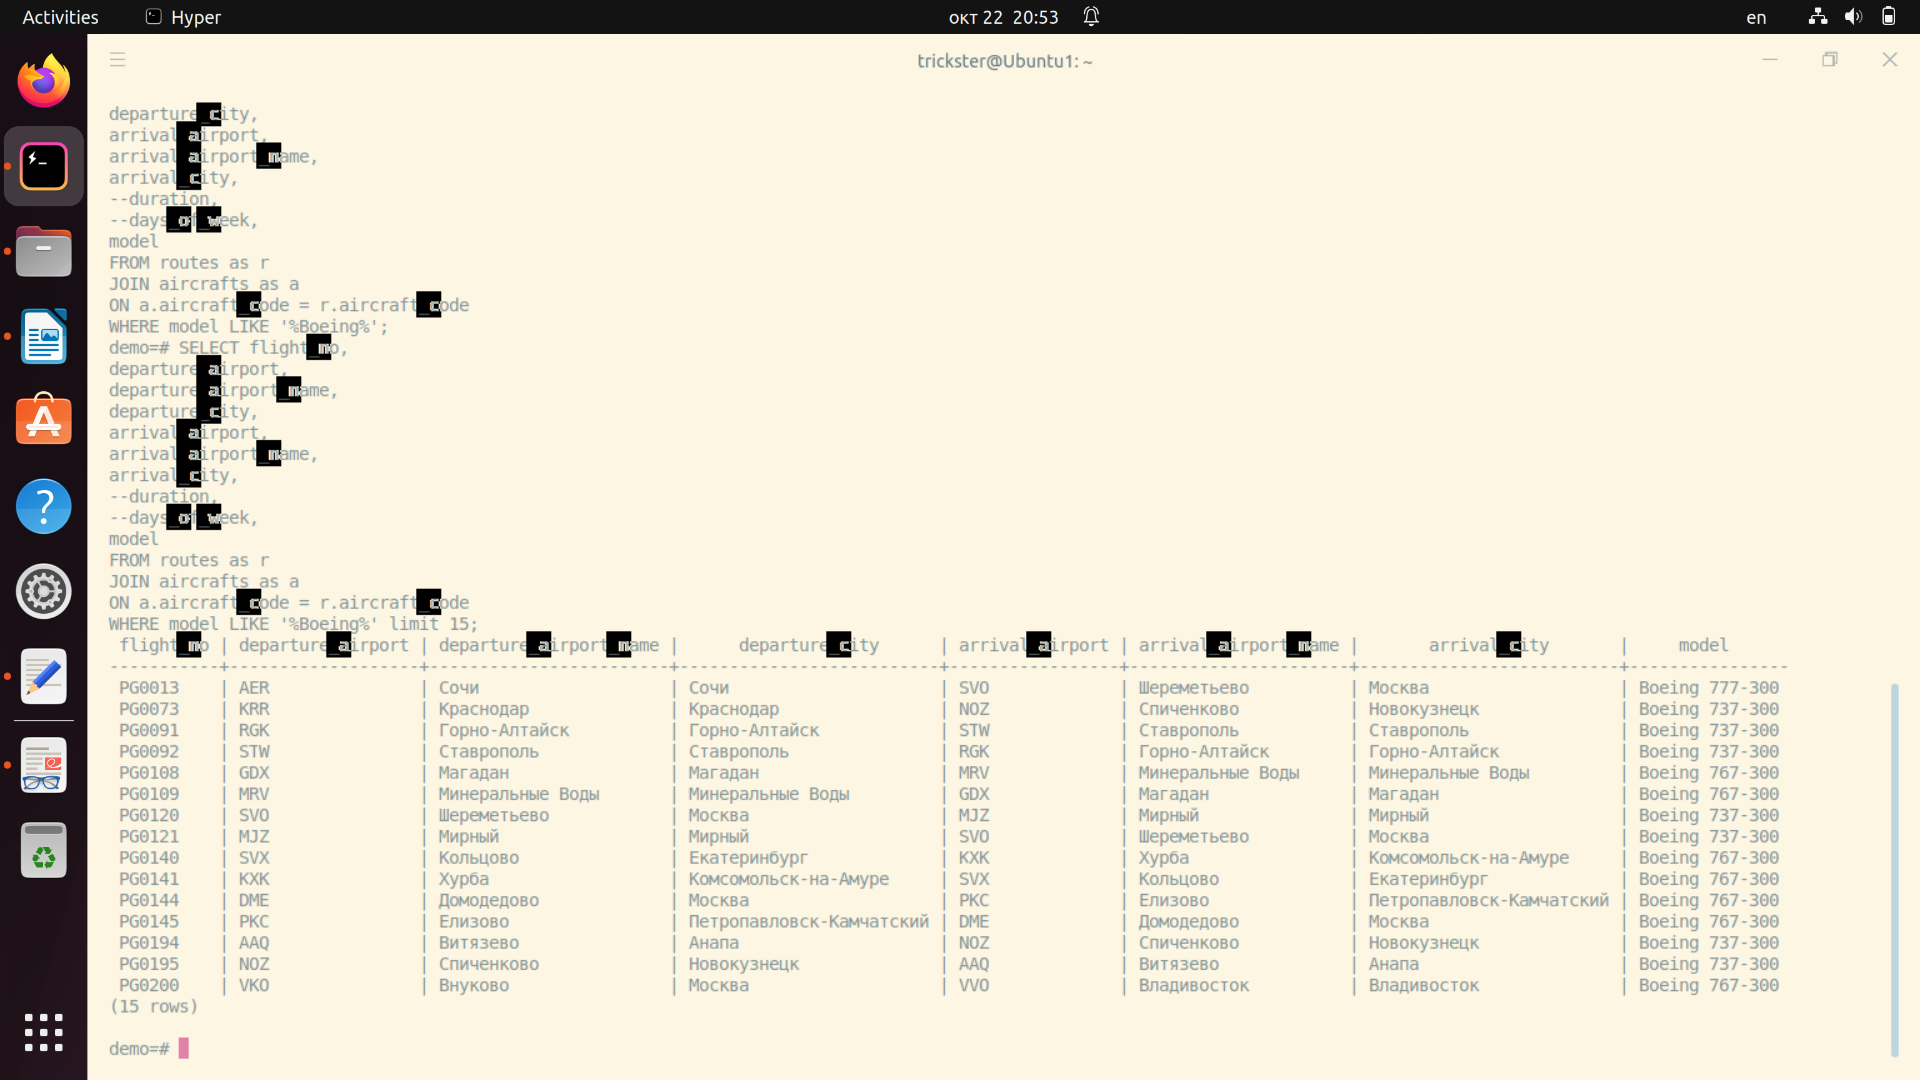 Activities
Hyper
окт 22 20:53
en
trickster@Ubuntu1: ~
departure_city,
arrival_airport,
arrival_airport_name,
arrival_city,
--duration,
--days_of_week,
model
FROM routes as r
JOIN aircrafts as a
ON a.aircraft_code = r.aircraft_code
WHERE model LIKE '%Boeing%';
demo=# SELECT flight_no,
departure_airport,
departure_airport_name,
departure_city,
arrival_airport,
arrival_airport_name,
arrival_city,
--duration,
--days_of_week,
model
FROM routes as r
JOIN aircrafts as a
ON a.aircraft_code = r.aircraft_code
WHERE model LIKE '%Boeing%' limit 15;
flight_no | departure_airport | departure_airport_name | departure_city | arrival_airport | arrival_airport_name | arrival_city | model
-----------+-------------------+------------------------+--------------------------+-----------------+----------------------+--------------------------+----------------
PG0013 | AER | Сочи | Сочи | SVO | Шереметьево | Москва | Boeing 777-300
PG0073 | KRR | Краснодар | Краснодар | NOZ | Спиченково | Новокузнецк | Boeing 737-300
PG0091 | RGK | Горно-Алтайск | Горно-Алтайск | STW | Ставрополь | Ставрополь | Boeing 737-300
PG0092 | STW | Ставрополь | Ставрополь | RGK | Горно-Алтайск | Горно-Алтайск | Boeing 737-300
PG0108 | GDX | Магадан | Магадан | MRV | Минеральные Воды | Минеральные Воды | Boeing 767-300
PG0109 | MRV | Минеральные Воды | Минеральные Воды | GDX | Магадан | Магадан | Boeing 767-300
PG0120 | SVO | Шереметьево | Москва | MJZ | Мирный | Мирный | Boeing 737-300
PG0121 | MJZ | Мирный | Мирный | SVO | Шереметьево | Москва | Boeing 737-300
PG0140 | SVX | Кольцово | Екатеринбург | KXK | Хурба | Комсомольск-на-Амуре | Boeing 767-300
PG0141 | KXK | Хурба | Комсомольск-на-Амуре | SVX | Кольцово | Екатеринбург | Boeing 767-300
PG0144 | DME | Домодедово | Москва | PKC | Елизово | Петропавловск-Камчатский | Boeing 767-300
PG0145 | PKC | Елизово | Петропавловск-Камчатский | DME | Домодедово | Москва | Boeing 767-300
PG0194 | AAQ | Витязево | Анапа | NOZ | Спиченково | Новокузнецк | Boeing 737-300
PG0195 | NOZ | Спиченково | Новокузнецк | AAQ | Витязево | Анапа | Boeing 737-300
PG0200 | VKO | Внуково | Москва | VVO | Владивосток | Владивосток | Boeing 767-300
(15 rows)
demo=#